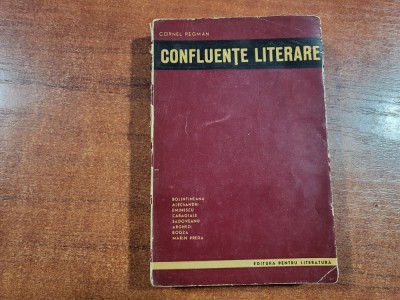 CORNEL REGMAN
CONFLUENȚE LITERARE
BOLINTINEANU
ALECSANDRI
EMINESCU
CARAGIALE
SADOVEANU
ARGHEZI
BOGZA
MARIN PREDA
EDITURA PENTRU LITERATURĂ